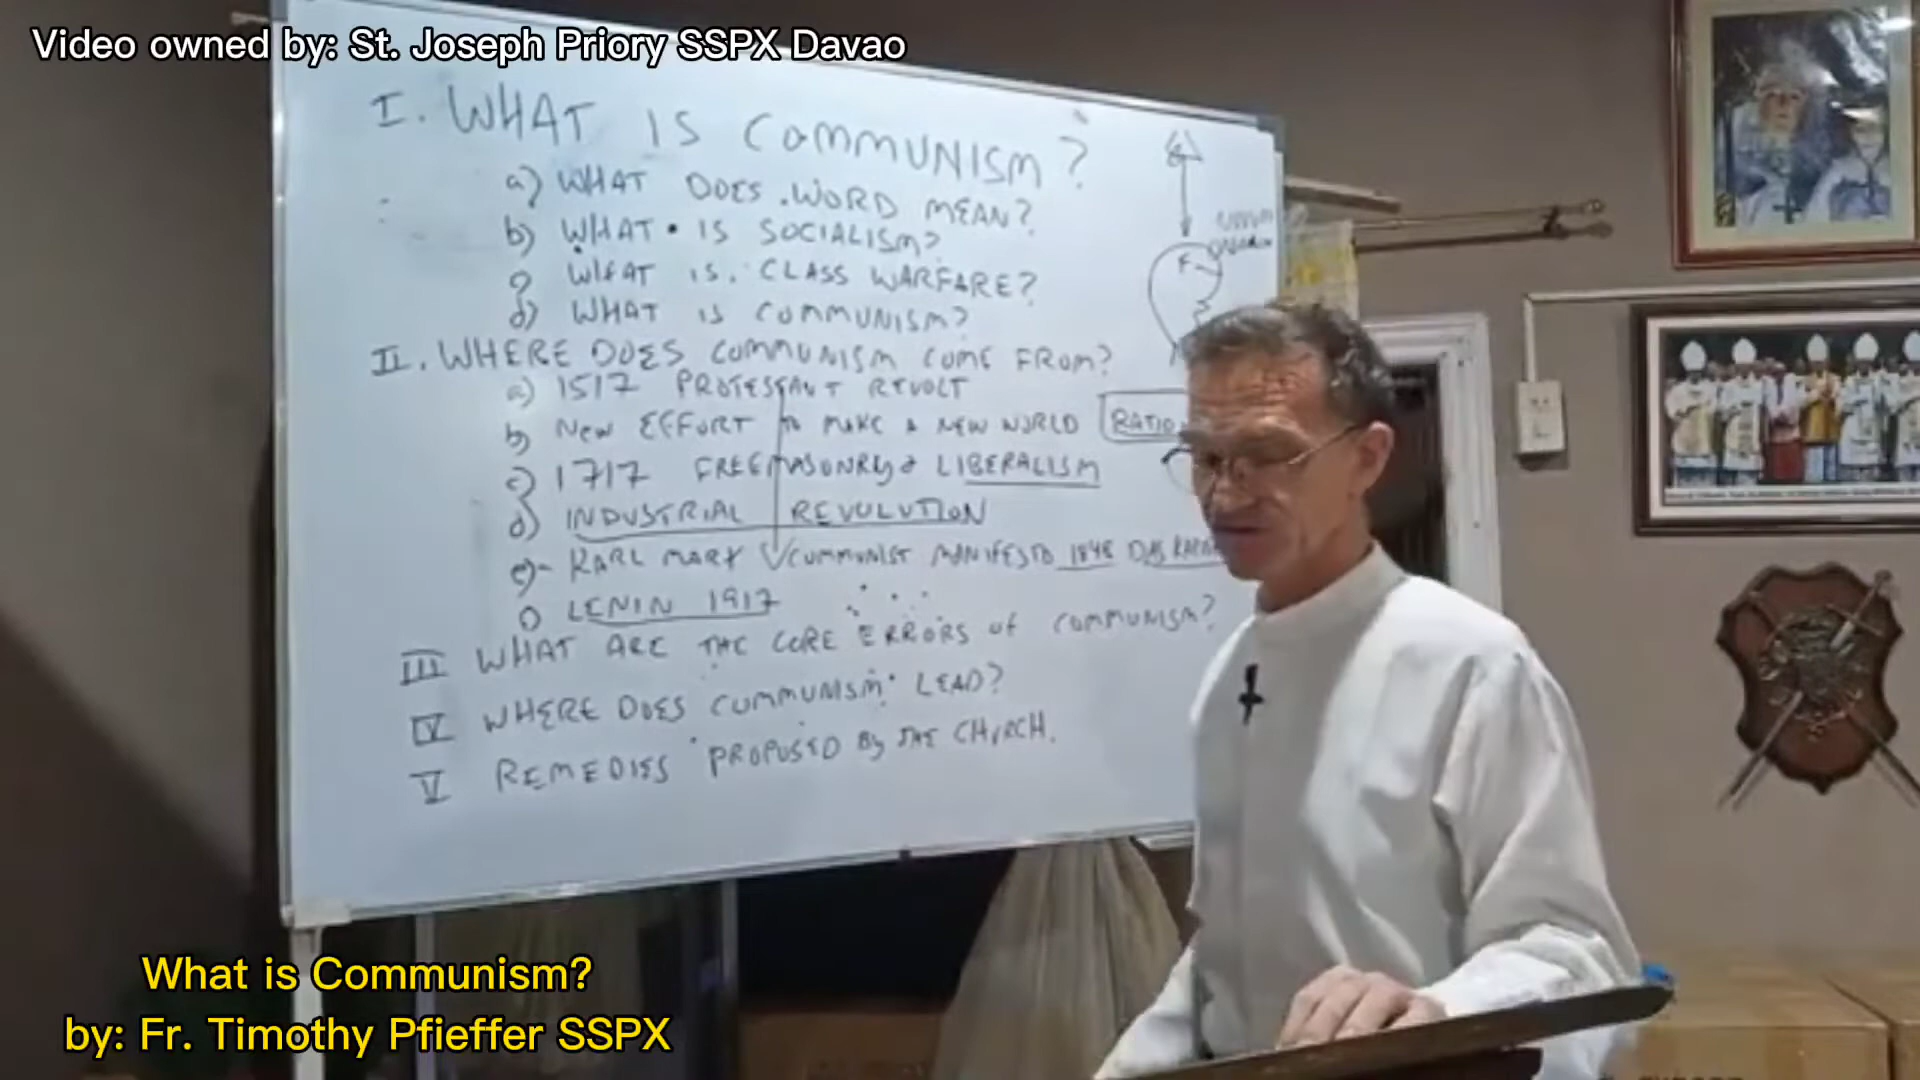 Video owned by: St. Joseph Priory SSPX Davao
I. WHAT IS COMMUNISM?
a) WHAT DOES WORD MEAN?
b) WHAT IS SOCIALISM?
c) WHAT IS CLASS WARFARE?
d) WHAT IS COMMUNISM?
II. WHERE DOES COMMUNISM COME FROM?
a) 1517 PROTESTANT REVOLT
b) NEW EFFORT TO MAKE A NEW WORLD RATIO
c) 1717 FREEMASONRY & LIBERALISM
d) INDUSTRIAL REVOLUTION
e) KARL MARX COMMUNIST MANIFESTO 1848 DAS
LENIN 1917
III WHAT ARE THE CORE ERRORS OF COMMUNISM?
IV WHERE DOES COMMUNISM LEAD?
V REMEDIES PROPOSED BY THE CHURCH.
What is Communism?
by: Fr. Timothy Pfieffer SSPX